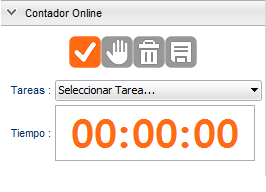 Contador Online
Tareas : Seleccionar Tarea...
Tiempo : 00:00:00